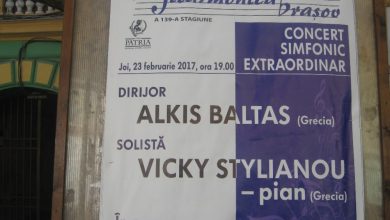 Filarmonica
Brașov
A 139-A STAGIUNE
PATRIA
CONCERT
SIMFONIC
EXTRAORDINAR
Joi, 23 februarie 2017, ora 19.00
DIRIJOR
ALKIS BALTAS (Grecia)
SOLISTĂ
VICKY STYLIANOU
– pian (Grecia)